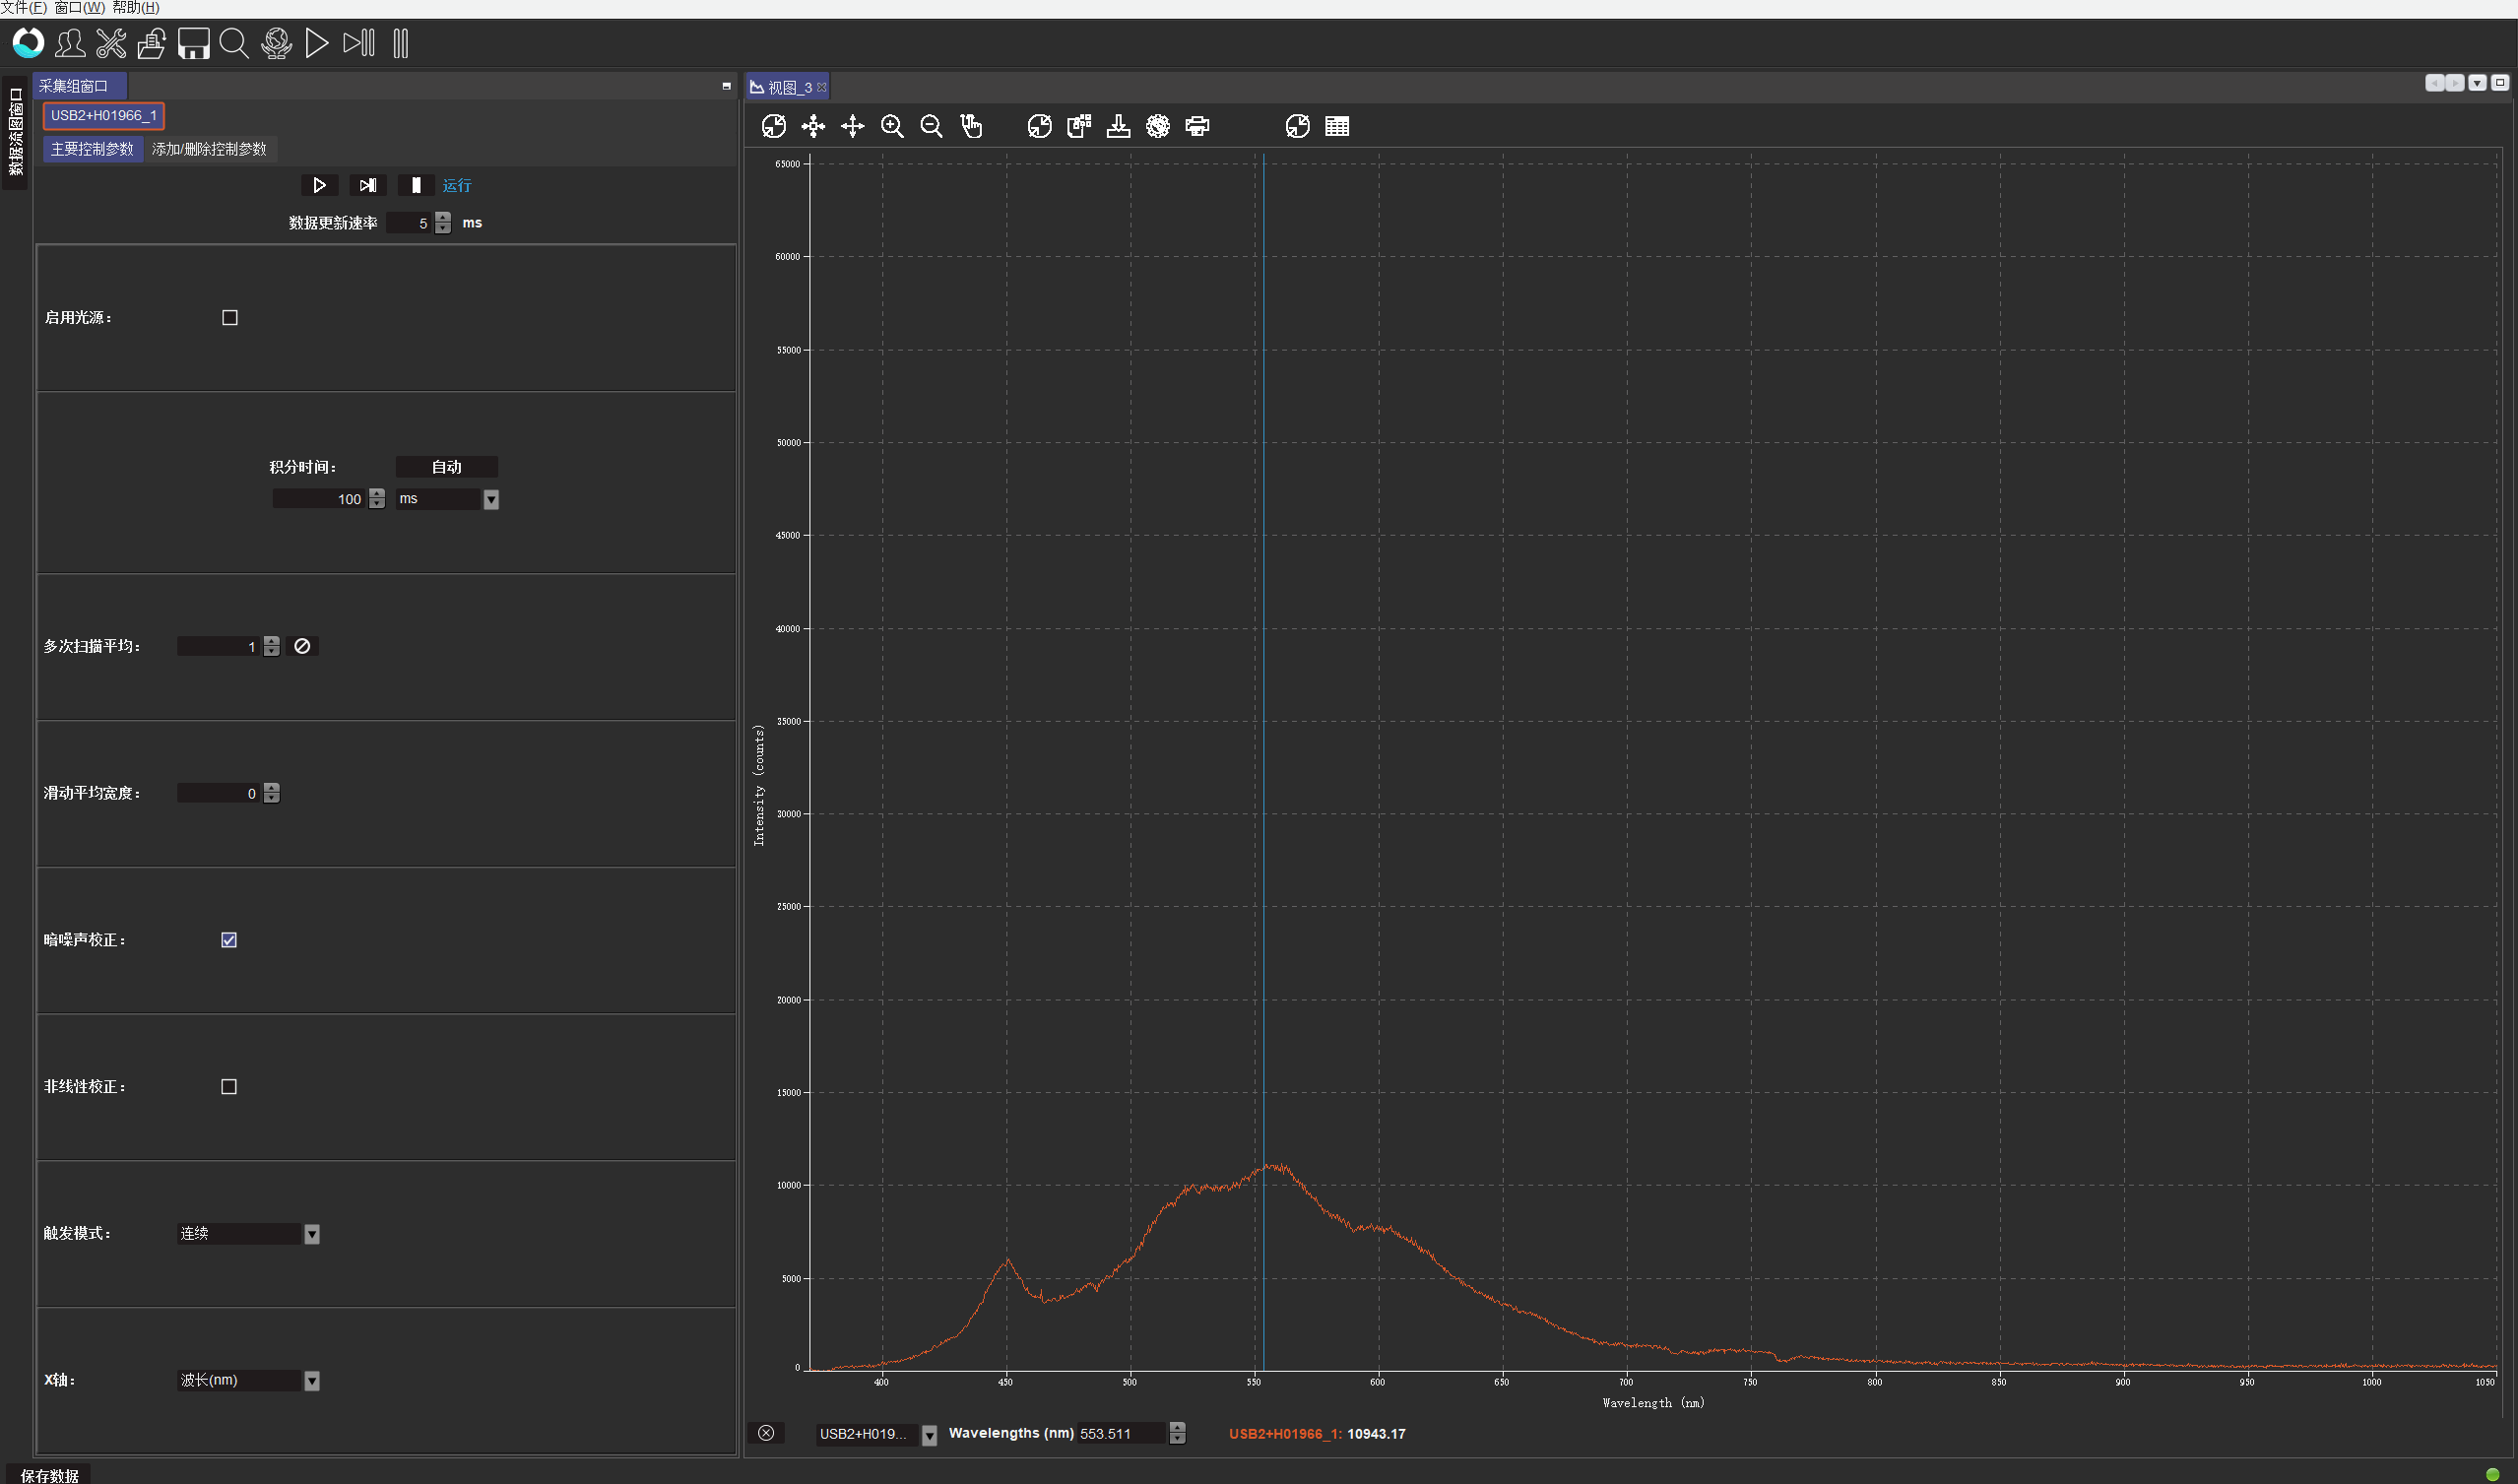 文件(F) 窗口(W) 帮助(H)
数据流图窗口
采集组窗口
USB2+H01966_1
主要控制参数 添加/删除控制参数
运行
数据更新速率 5 ms
启用光源:
积分时间: 自动
100 ms
多次扫描平均: 1
滑动平均宽度: 0
暗噪声校正:
非线性校正:
触发模式: 连续
X轴: 波长(nm)
保存数据
视图_3
Intensity (counts)
65000
60000
55000
50000
45000
40000
35000
30000
25000
20000
15000
10000
5000
0
400 450 500 550 600 650 700 750 800 850 900 950 1000 1050
Wavelength (nm)
USB2+H019... Wavelengths (nm) 553.511 USB2+H01966_1: 10943.17